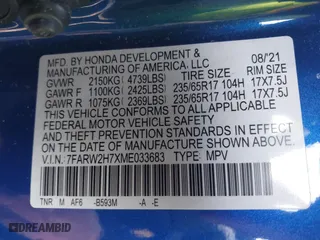 MFD. BY HONDA DEVELOPMENT & 08/'21
MANUFACTURING OF AMERICA, LLC
GVWR 2150KG( 4739LBS) TIRE SIZE RIM SIZE
GAWR F 1100KG( 2425LBS) 235/65R17 104H 17X7.5J
GAWR R 1075KG( 2369LBS) 235/65R17 104H 17X7.5J
THIS VEHICLE CONFORMS TO ALL APPLICABLE
FEDERAL MOTOR VEHICLE SAFETY
AND THEFT PREVENTION STANDARDS IN EFFECT
ON THE DATE OF MANUFACTURE SHOWN ABOVE.
V.I.N.: 7FARW2H7XME033683 TYPE: MPV
TNR M AF6 -B593M -A -E
IMPACT.ORDBID.COM